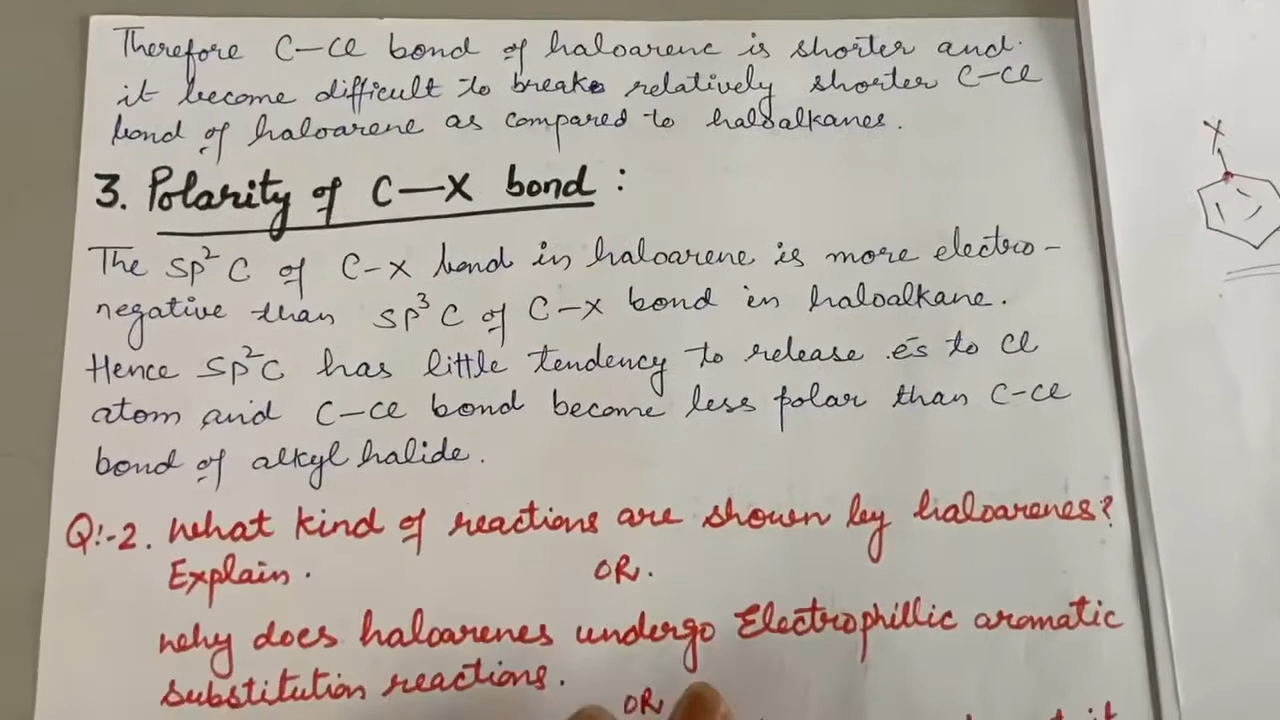 Therefore C-Cl bond of haloarene is shorter and
it become difficult to break relatively shorter C-Cl
bond of haloarene as compared to haloalkanes.
3. Polarity of C-X bond :
The sp² C of C-X bond in haloarene is more electro-
negative than sp³ C of C-X bond in haloalkane.
Hence sp²C has little tendency to release es to Cl
atom and C-Cl bond become less polar than C-Cl
bond of alkyl halide.
Q:-2. What kind of reactions are shown by haloarenes?
Explain. OR.
why does haloarenes undergo Electrophillic aromatic
substitution reactions.
OR
X